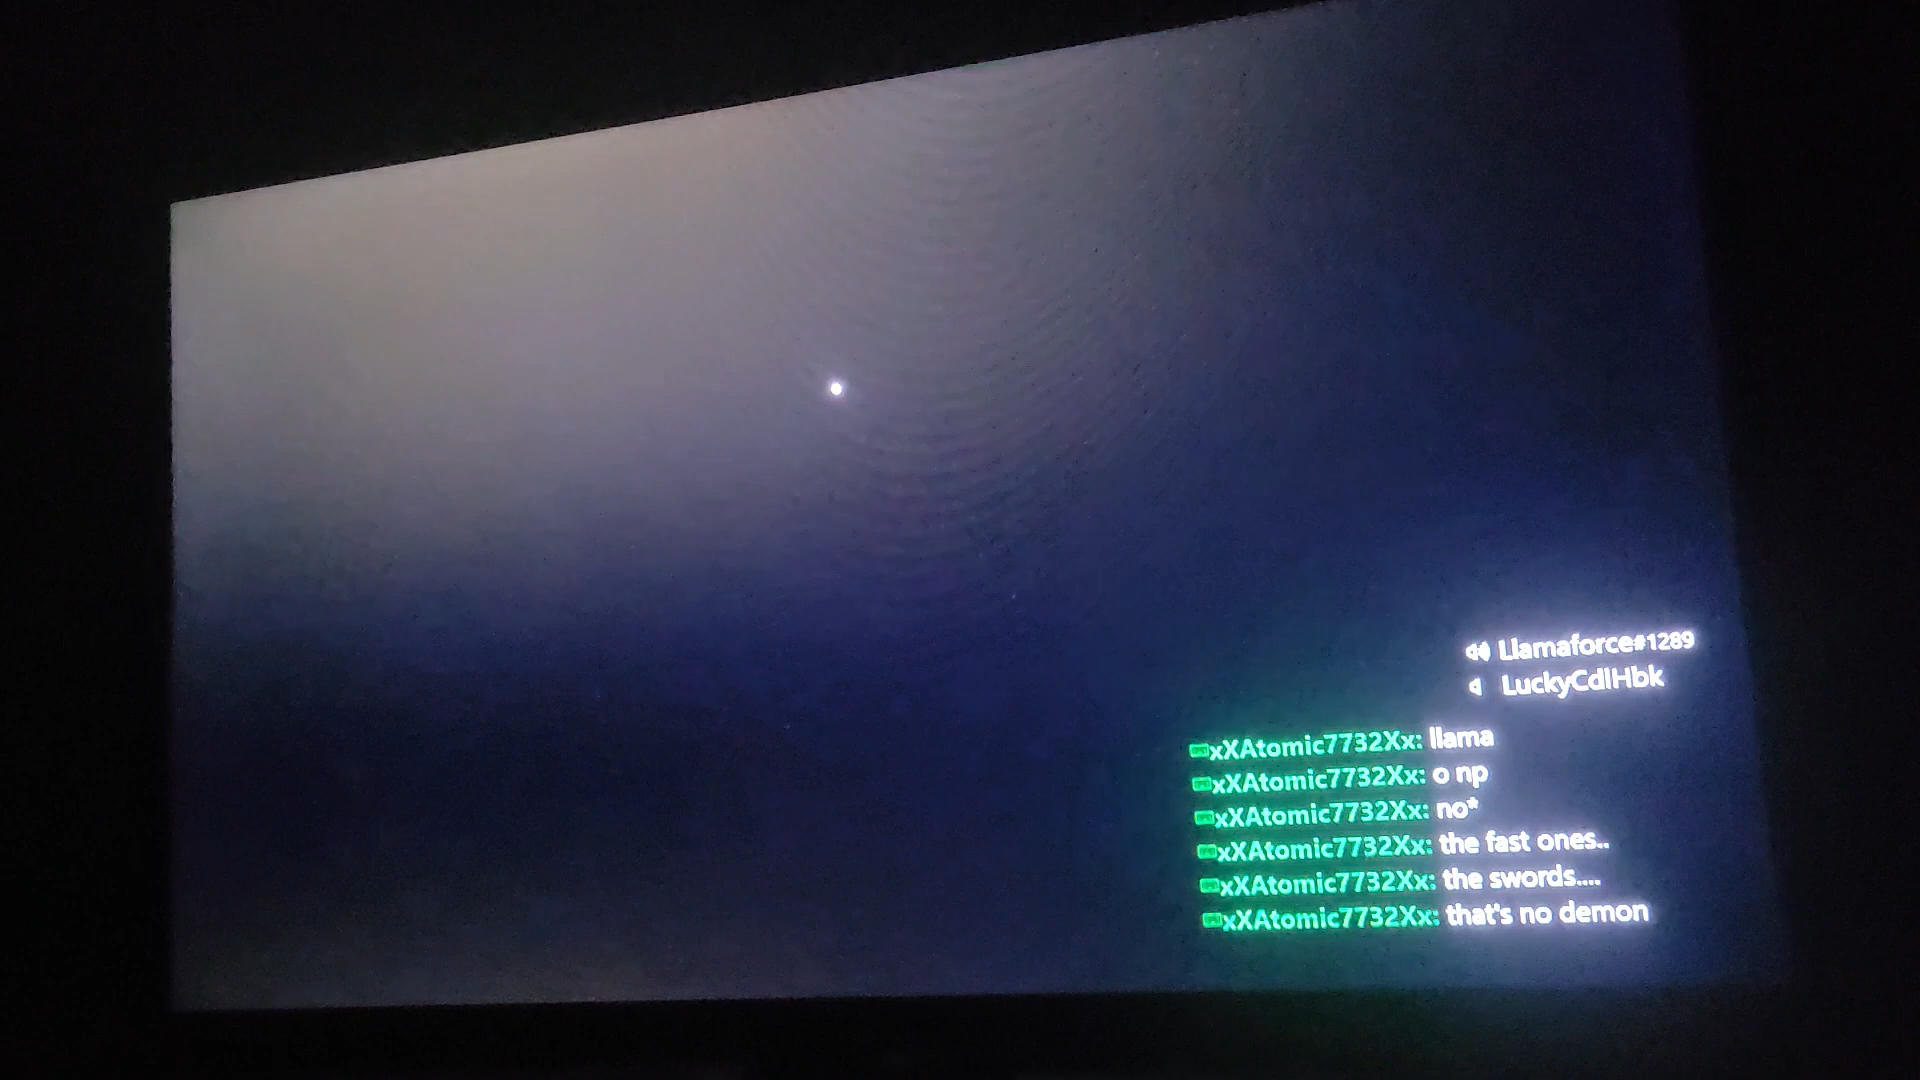 Llamaforce#1289
LuckyCdlHbk
xXAtomic7732Xx: llama
xXAtomic7732Xx: o np
xXAtomic7732Xx: no*
xXAtomic7732Xx: the fast ones..
xXAtomic7732Xx: the swords....
xXAtomic7732Xx: that's no demon